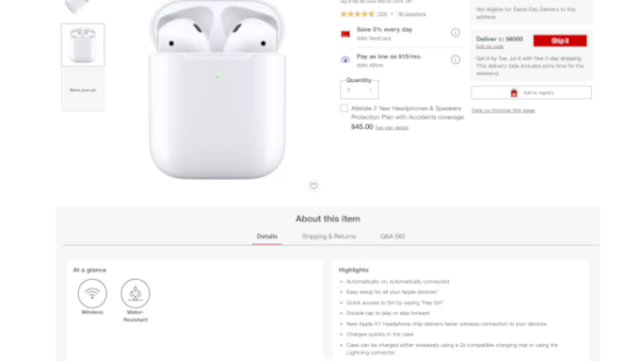 Save 5% every day
With RedCard
Pay as low as $15/mo.
With Affirm
Quantity
1
Allstate 2 Year Headphones & Speakers
Protection Plan with Accidents coverage
$45.00 See plan details
Not eligible for Same Day Delivery to this
address
Deliver to
Edit zip code
Ship it
Get it by Tue, Jul 6 with free 2-day shipping
This delivery date includes extra time for the
weekend.
Add to registry
Help us improve this page
Share your pic
About this item
Details
Shipping & Returns
Q&A
At a glance
Wireless
Water-
Resistant
Highlights
Automatically on, automatically connected
Easy setup for all your Apple devices
Quick access to Siri by saying "Hey Siri"
Double-tap to play or skip forward
New Apple H1 headphone chip delivers faster wireless connection to your devices
Charges quickly in the case
Case can be charged either wirelessly using a Qi-compatible charging mat or using the
Lightning connector